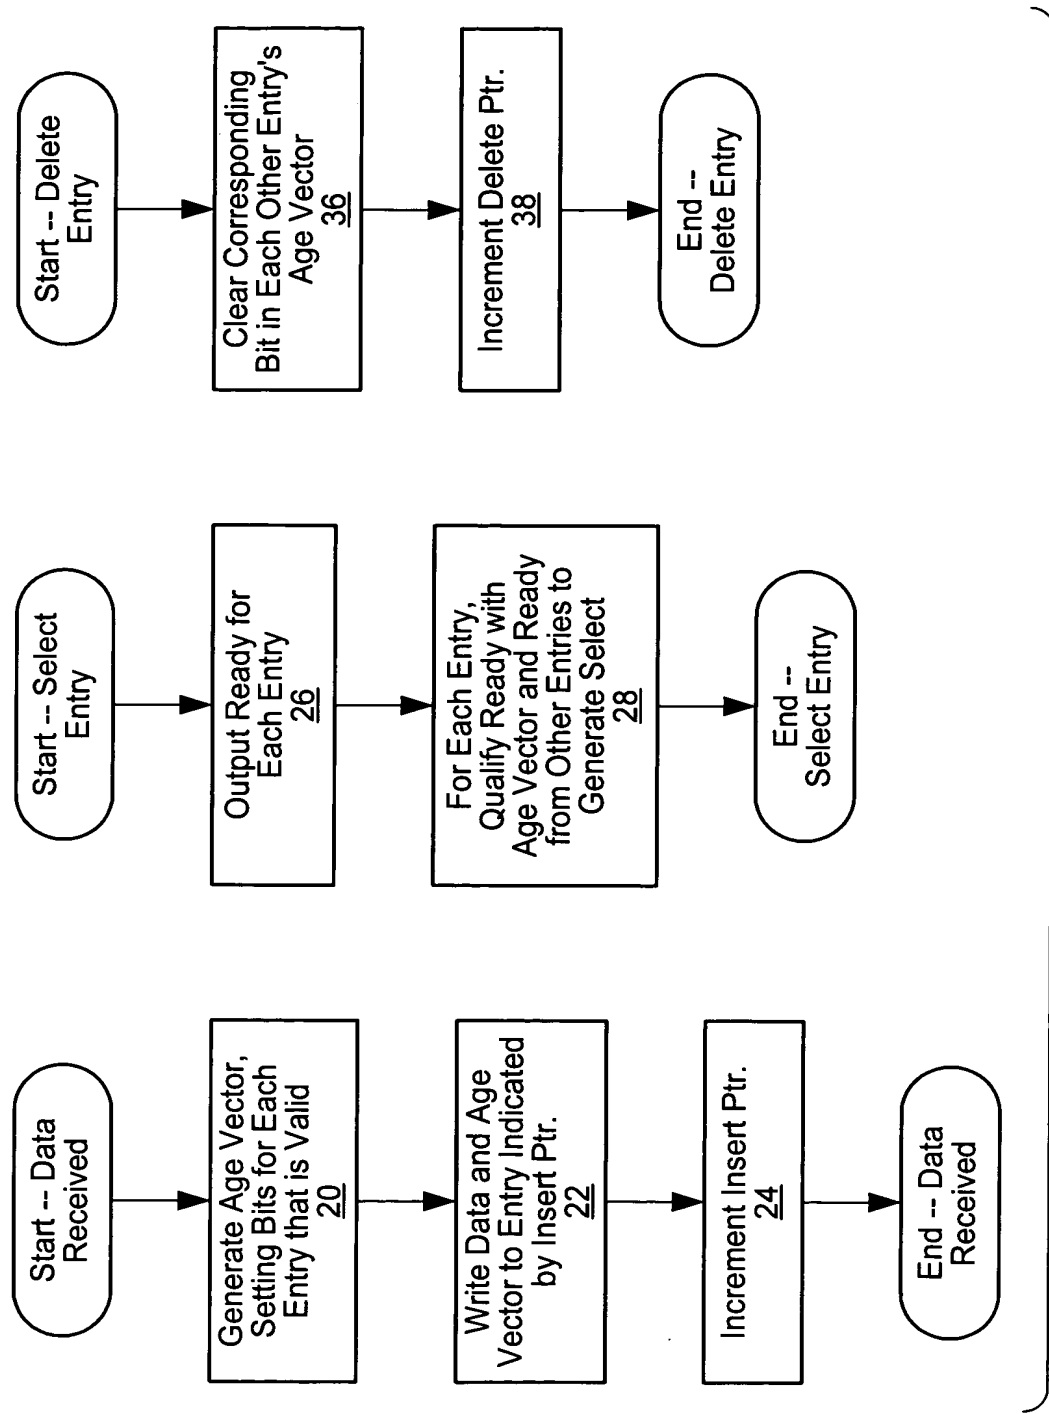 Start -- Data
Received
Generate Age Vector,
Setting Bits for Each
Entry that is Valid
20
Write Data and Age
Vector to Entry Indicated
by Insert Ptr.
22
Increment Insert Ptr.
24
End -- Data
Received
Start -- Select
Entry
Output Ready for
Each Entry
26
For Each Entry,
Qualify Ready with
Age Vector and Ready
from Other Entries to
Generate Select
28
End --
Select Entry
Start -- Delete
Entry
Clear Corresponding
Bit in Each Other Entry's
Age Vector
36
Increment Delete Ptr.
38
End --
Delete Entry